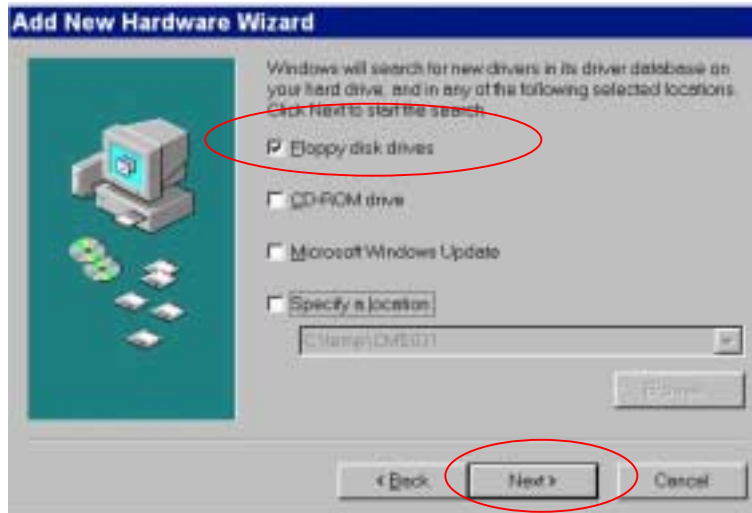 Add New Hardware Wizard
Windows will search for new drivers in its driver database on
your hard drive, and in any of the following selected locations.
Click Next to start the search.
Floppy disk drives
CD-ROM drive
Microsoft Windows Update
Specify a location:
< Back
Next >
Cancel